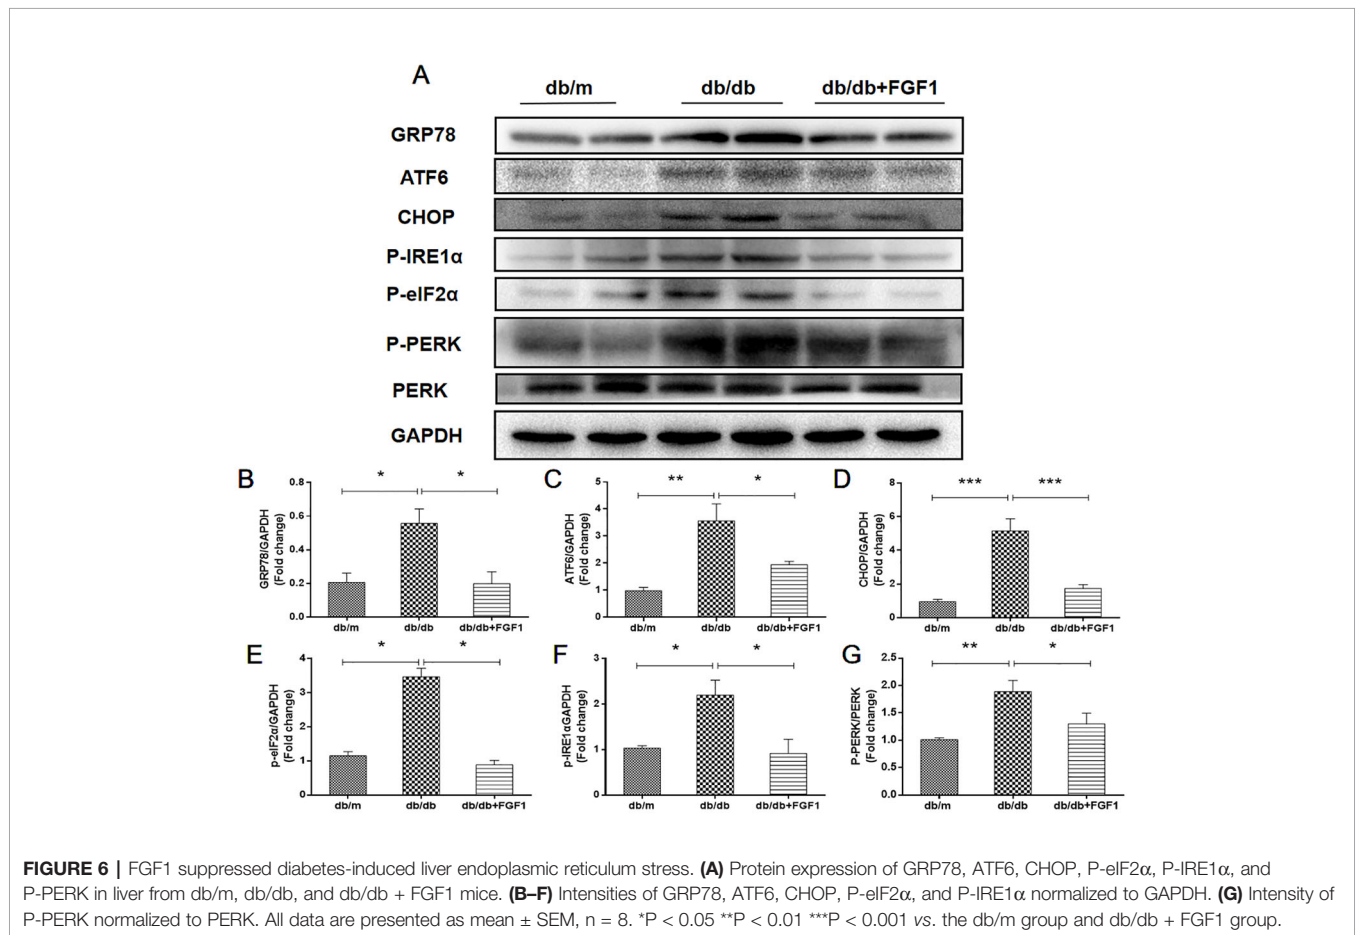 A
db/m db/db db/db+FGF1
GRP78
ATF6
CHOP
P-IRE1α
P-eIF2α
P-PERK
PERK
GAPDH
B
* *
GRP78/GAPDH
(Fold change)
0.8
0.6
0.4
0.2
0.0
db/m db/db db/db+FGF1
C
** *
ATF6/GAPDH
(Fold change)
5
4
3
2
1
0
db/m db/db db/db+FGF1
D
*** ***
CHOP/GAPDH
(Fold change)
8
6
4
2
0
db/m db/db db/db+FGF1
E
* *
p-eIF2α/GAPDH
(Fold change)
4
3
2
1
0
db/m db/db db/db+FGF1
F
* *
p-IRE1αGAPDH
(Fold change)
3
2
1
0
db/m db/db db/db+FGF1
G
** *
P-PERK/PERK
(Fold change)
2.5
2.0
1.5
1.0
0.5
0.0
db/m db/db db/db+FGF1
FIGURE 6 | FGF1 suppressed diabetes-induced liver endoplasmic reticulum stress. (A) Protein expression of GRP78, ATF6, CHOP, P-eIF2α, P-IRE1α, and
P-PERK in liver from db/m, db/db, and db/db + FGF1 mice. (B–F) Intensities of GRP78, ATF6, CHOP, P-eIF2α, and P-IRE1α normalized to GAPDH. (G) Intensity of
P-PERK normalized to PERK. All data are presented as mean ± SEM, n = 8. *P < 0.05 **P < 0.01 ***P < 0.001 vs. the db/m group and db/db + FGF1 group.